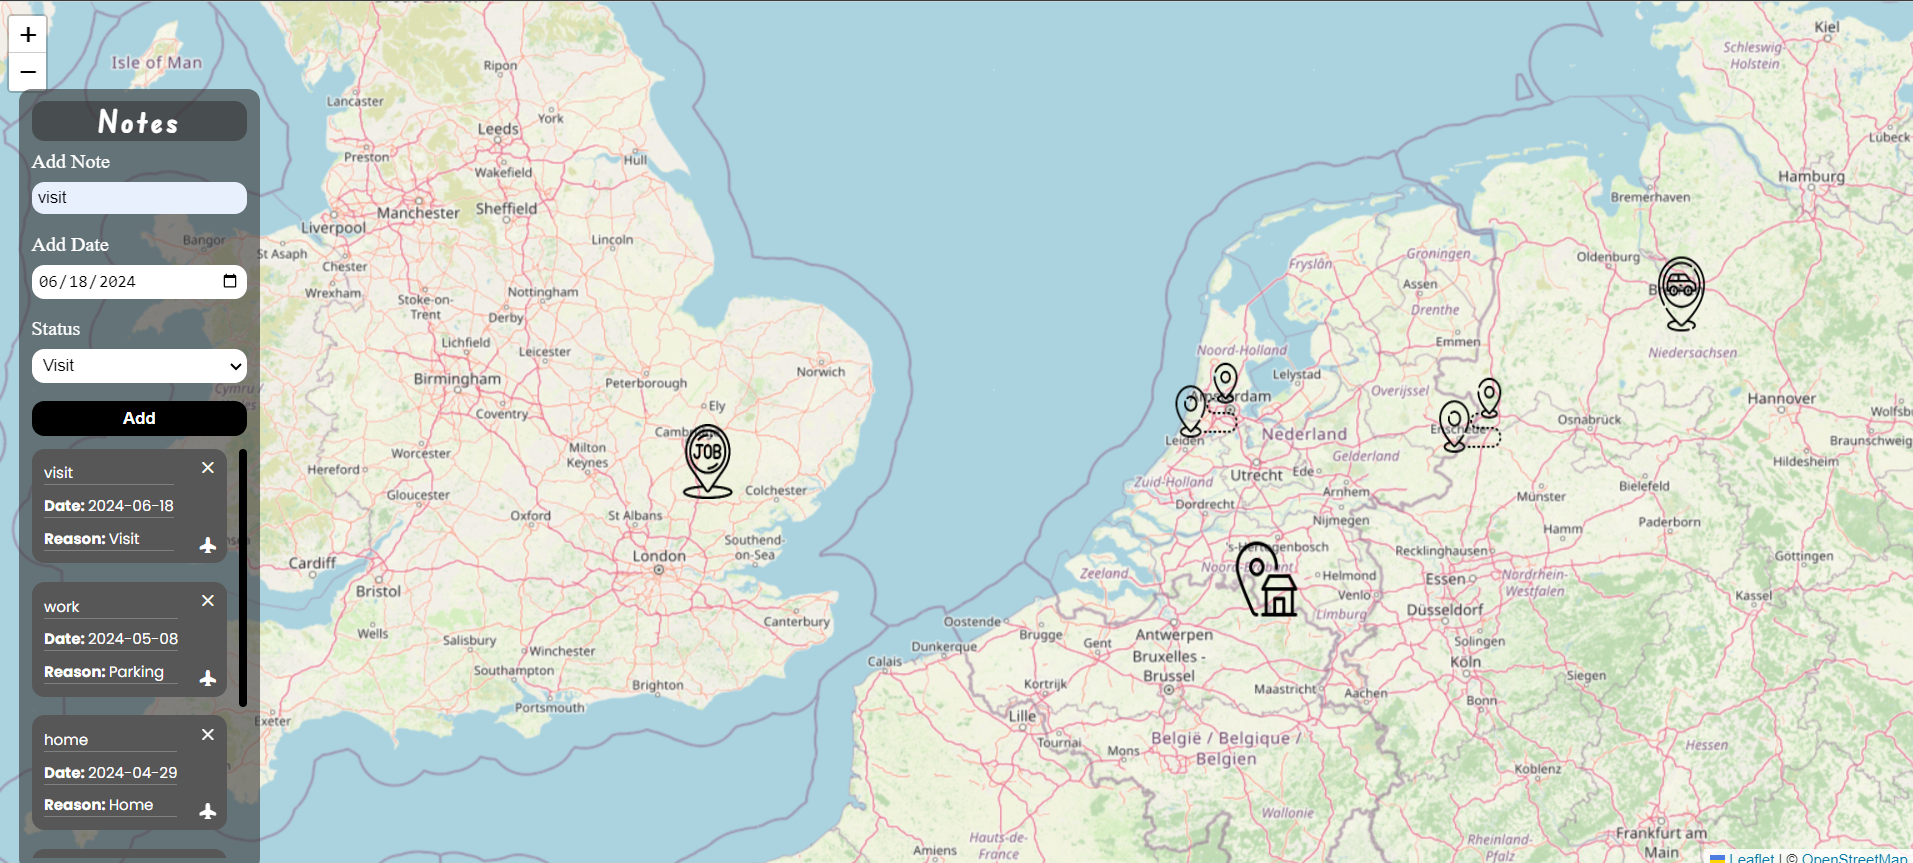 +
−
Notes
Add Note
visit
Add Date
06/18/2024
Status
Visit
Add
visit
Date: 2024-06-18
Reason: Visit
work
Date: 2024-05-08
Reason: Parking
home
Date: 2024-04-29
Reason: Home
Isle of Man
Ripon
Lancaster
York
Leeds
Preston
Hull
Wakefield
Manchester
Sheffield
Liverpool
Bangor
St Asaph
Lincoln
Chester
Wrexham
Nottingham
Stoke-on-
Trent
Derby
Lichfield
Leicester
Birmingham
Peterborough
Norwich
Cymru /
Coventry
Ely
Worcester
Milton
Keynes
Hereford
Gloucester
Colchester
Oxford
St Albans
JOB
London
Southend-
on-Sea
Cardiff
Bristol
Canterbury
Wells
Salisbury
Winchester
Southampton
Brighton
Portsmouth
Exeter
Kiel
Schleswig-
Holstein
Lübeck
Hamburg
Bremerhaven
Oldenburg
Groningen
Fryslân
Assen
Drenthe
Emmen
Niedersachsen
Noord-Holland
Lelystad
Overijssel
Hannover
Wolfsb
Osnabrück
Braunschweig
Leiden
Nederland
Gelderland
Hildesheim
Utrecht
Ede
Zuid-Holland
Arnhem
Münster
Bielefeld
Dordrecht
Nijmegen
Hamm
Paderborn
's-Hertogenbosch
Recklinghausen
Göttingen
Zeeland
Helmond
Venlo
Essen
Nordrhein-
Westfalen
Kassel
Limburg
Düsseldorf
Oostende
Brugge
Gent
Antwerpen
Solingen
Dunkerque
Calais
Bruxelles -
Brussel
Köln
Siegen
Kortrijk
Maastricht
Aachen
Bonn
Lille
Tournai
Mons
België / Belgique /
Belgien
Hessen
Koblenz
Wallonie
Hauts-de-
France
Amiens
Rheinland-
Pfalz
Frankfurt am
Main
Leaflet | © OpenStreetMap